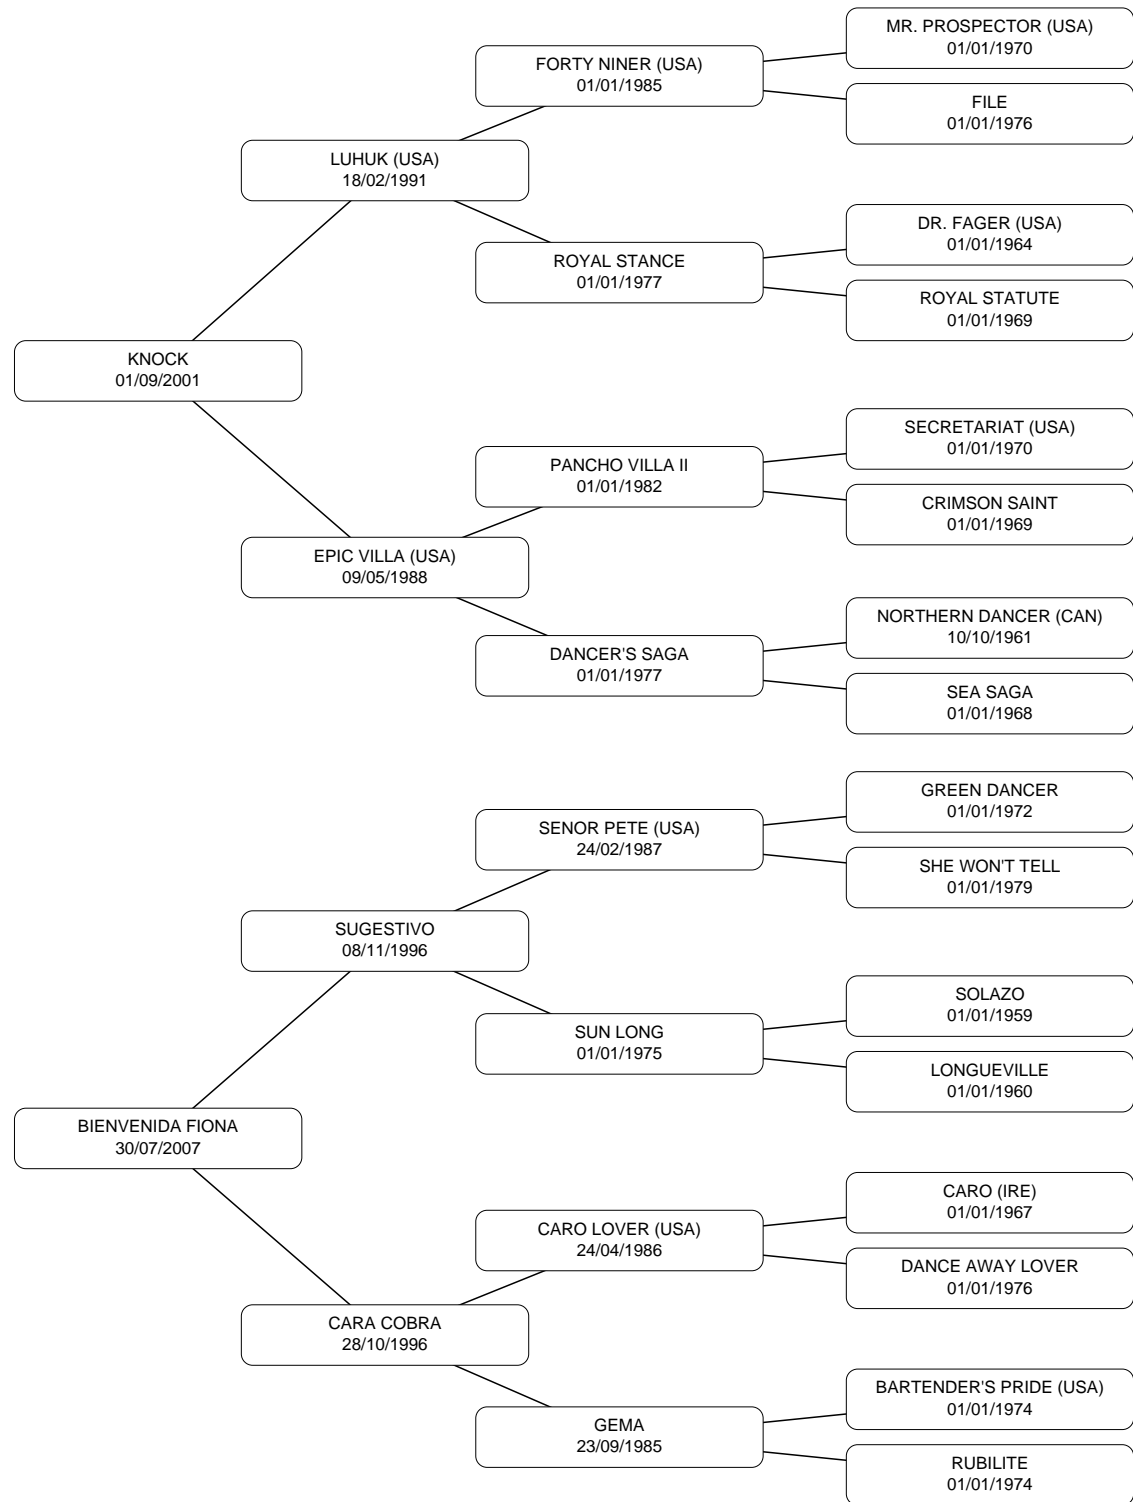 MR. PROSPECTOR (USA)
01/01/1970
FORTY NINER (USA)
01/01/1985
FILE
01/01/1976
LUHUK (USA)
18/02/1991
DR. FAGER (USA)
01/01/1964
ROYAL STANCE
01/01/1977
ROYAL STATUTE
01/01/1969
KNOCK
01/09/2001
SECRETARIAT (USA)
01/01/1970
PANCHO VILLA II
01/01/1982
CRIMSON SAINT
01/01/1969
EPIC VILLA (USA)
09/05/1988
NORTHERN DANCER (CAN)
10/10/1961
DANCER'S SAGA
01/01/1977
SEA SAGA
01/01/1968
GREEN DANCER
01/01/1972
SENOR PETE (USA)
24/02/1987
SHE WON'T TELL
01/01/1979
SUGESTIVO
08/11/1996
SOLAZO
01/01/1959
SUN LONG
01/01/1975
LONGUEVILLE
01/01/1960
BIENVENIDA FIONA
30/07/2007
CARO (IRE)
01/01/1967
CARO LOVER (USA)
24/04/1986
DANCE AWAY LOVER
01/01/1976
CARA COBRA
28/10/1996
BARTENDER'S PRIDE (USA)
01/01/1974
GEMA
23/09/1985
RUBILITE
01/01/1974